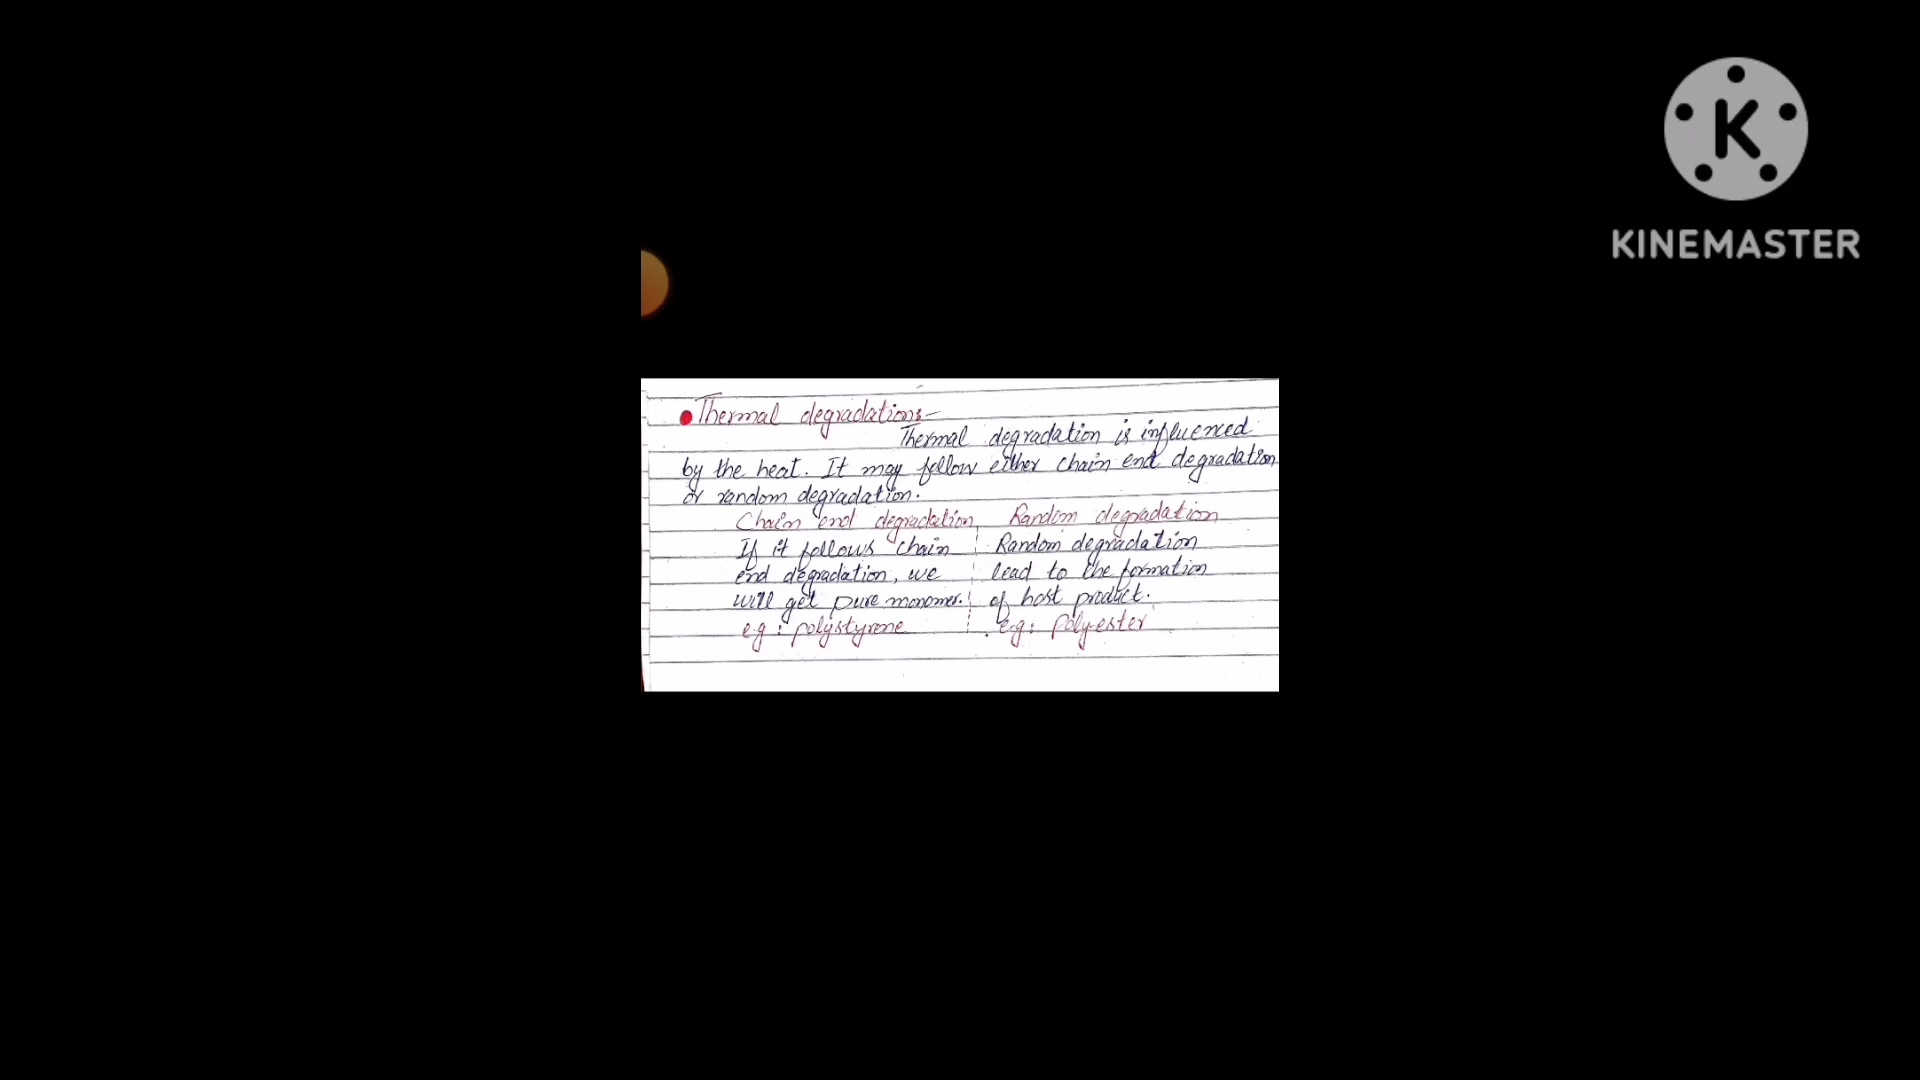 KINEMASTER
Thermal degradation:-
Thermal degradation is influenced
by the heat. It may follow either chain end degradation
or random degradation.
Chain end degradation
If it follows chain
end degradation, we
will get pure monomer.
e.g : polystyrene
Random degradation
Random degradation
lead to the formation
of host product.
e.g: Polyester